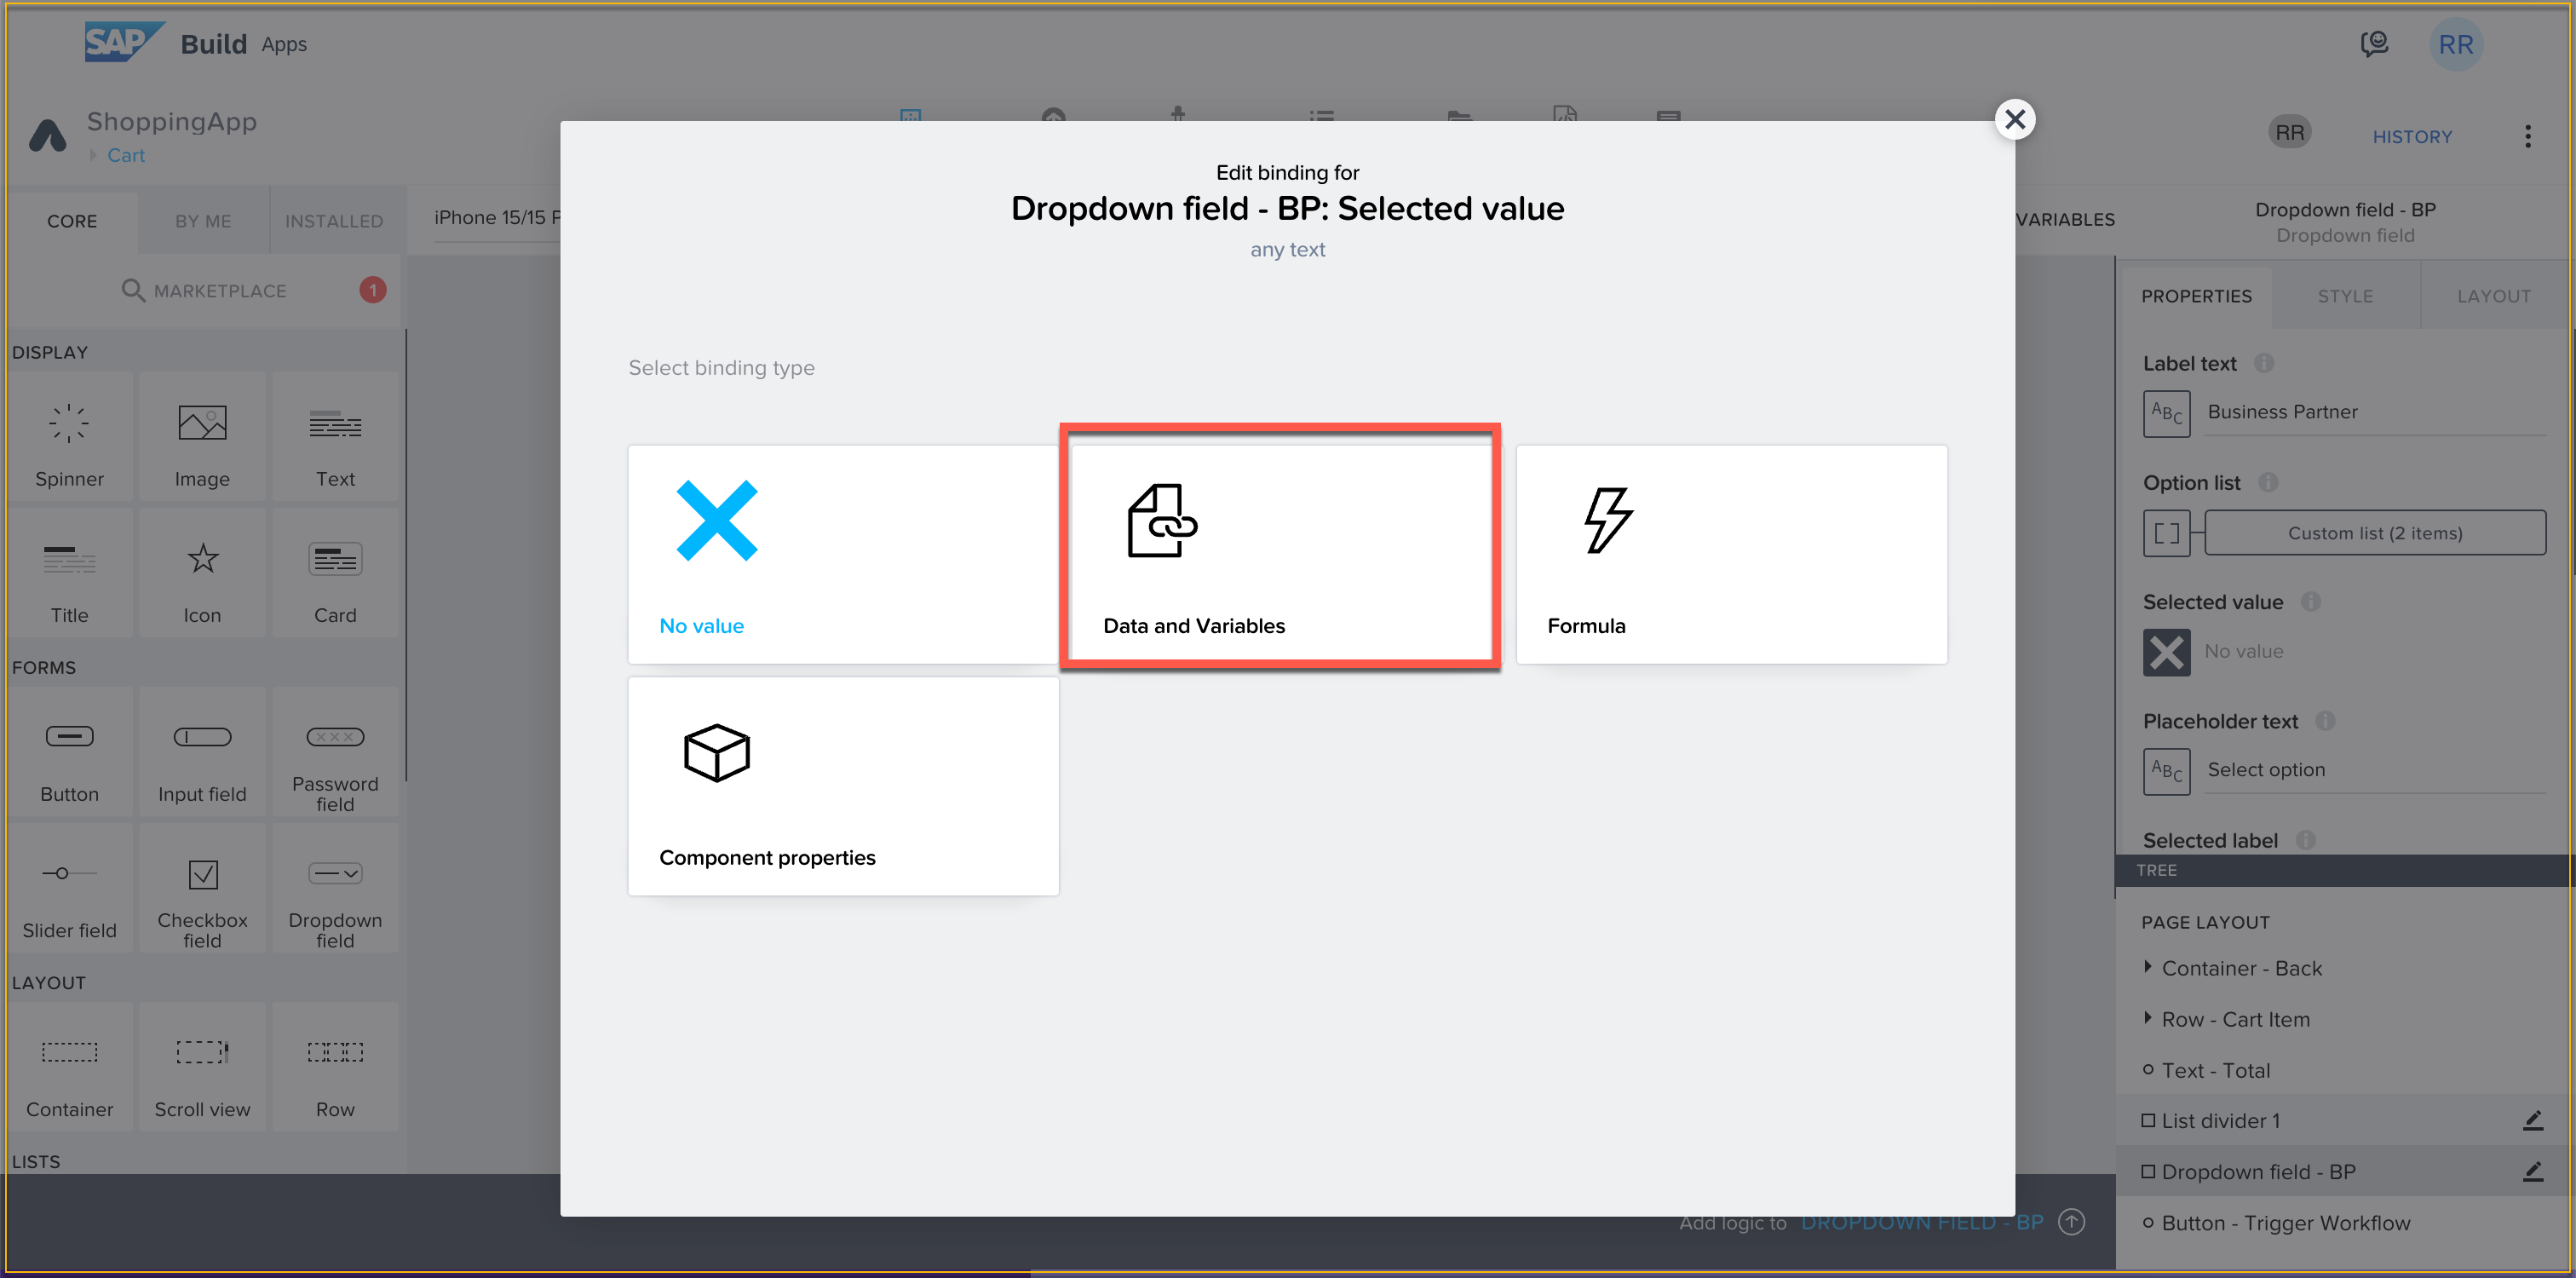 SAP Build Apps
RR
ShoppingApp
Cart
RR
HISTORY
CORE
BY ME
INSTALLED
iPhone 15/15 P
VARIABLES
Dropdown field - BP
Dropdown field
MARKETPLACE
1
DISPLAY
Spinner
Image
Text
Title
Icon
Card
FORMS
Button
Input field
Password
field
Slider field
Checkbox
field
Dropdown
field
LAYOUT
Container
Scroll view
Row
LISTS
Edit binding for
Dropdown field - BP: Selected value
any text
Select binding type
No value
Data and Variables
Formula
Component properties
Add logic to DROPDOWN FIELD - BP
PROPERTIES
STYLE
LAYOUT
Label text
ABC
Business Partner
Option list
Custom list (2 items)
Selected value
No value
Placeholder text
ABC
Select option
Selected label
TREE
PAGE LAYOUT
Container - Back
Row - Cart Item
Text - Total
List divider 1
Dropdown field - BP
Button - Trigger Workflow